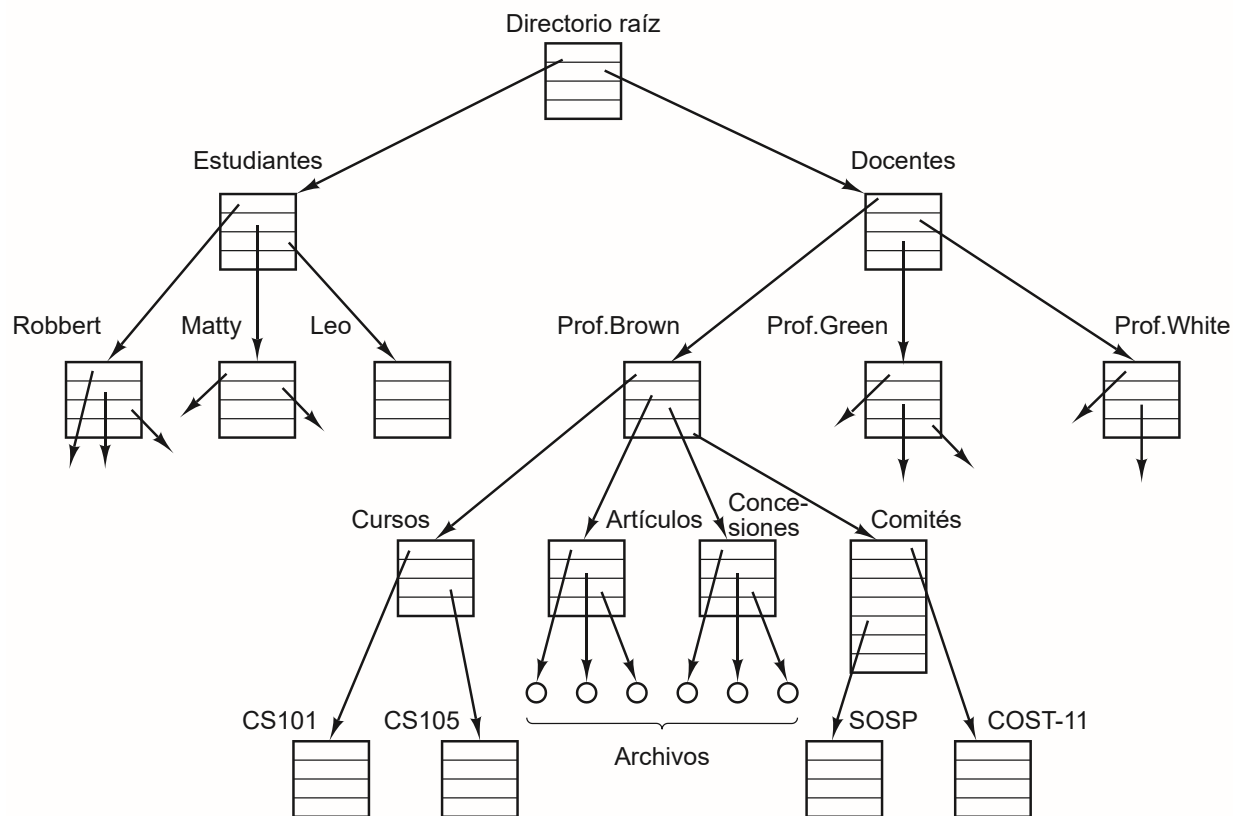 Directorio raíz
Estudiantes
Docentes
Robbert
Matty
Leo
Prof.Brown
Prof.Green
Prof.White
Cursos
Artículos
Conce-
siones
Comités
CS101
CS105
SOSP
COST-11
Archivos